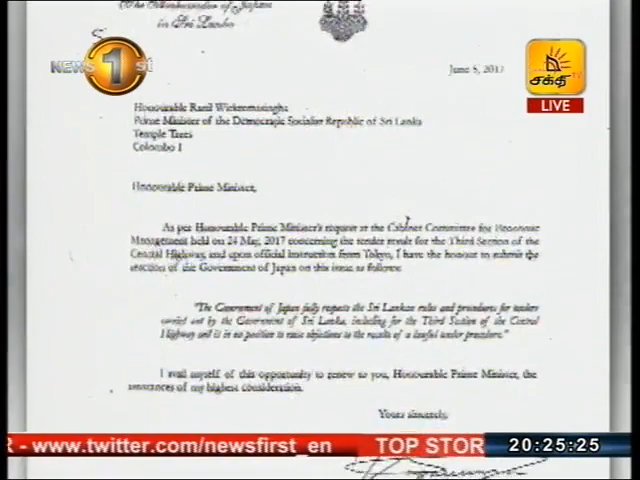 The Ambassador of Japan
in Sri Lanka
NEWS 1st
June 5, 2017
சக்தி TV
LIVE
Honourable Ranil Wickremesinghe
Prime Minister of the Democratic Socialist Republic of Sri Lanka
Temple Trees
Colombo 1
Honourable Prime Minister,
As per Honourable Prime Minister's request at the Cabinet Committee for Economic
Management held on 24 May, 2017 concerning the tender result for the Third Section of the
Central Highway, and upon official instruction from Tokyo, I have the honour to submit the
reaction of the Government of Japan on this issue as follows:
"The Government of Japan fully respects the Sri Lankan rules and procedures for tenders
carried out by the Government of Sri Lanka, including for the Third Section of the Central
Highway and is in no position to raise objections to the results of a lawful tender procedure."
I avail myself of this opportunity to renew to you, Honourable Prime Minister, the
assurances of my highest consideration.
Yours sincerely,
R - www.twitter.com/newsfirst_en TOP STOR 20:25:25